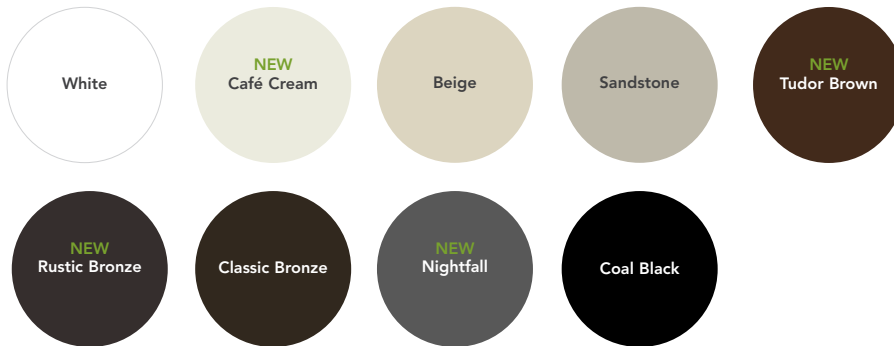 White
NEW
Café Cream
Beige
Sandstone
NEW
Tudor Brown
NEW
Rustic Bronze
Classic Bronze
NEW
Nightfall
Coal Black